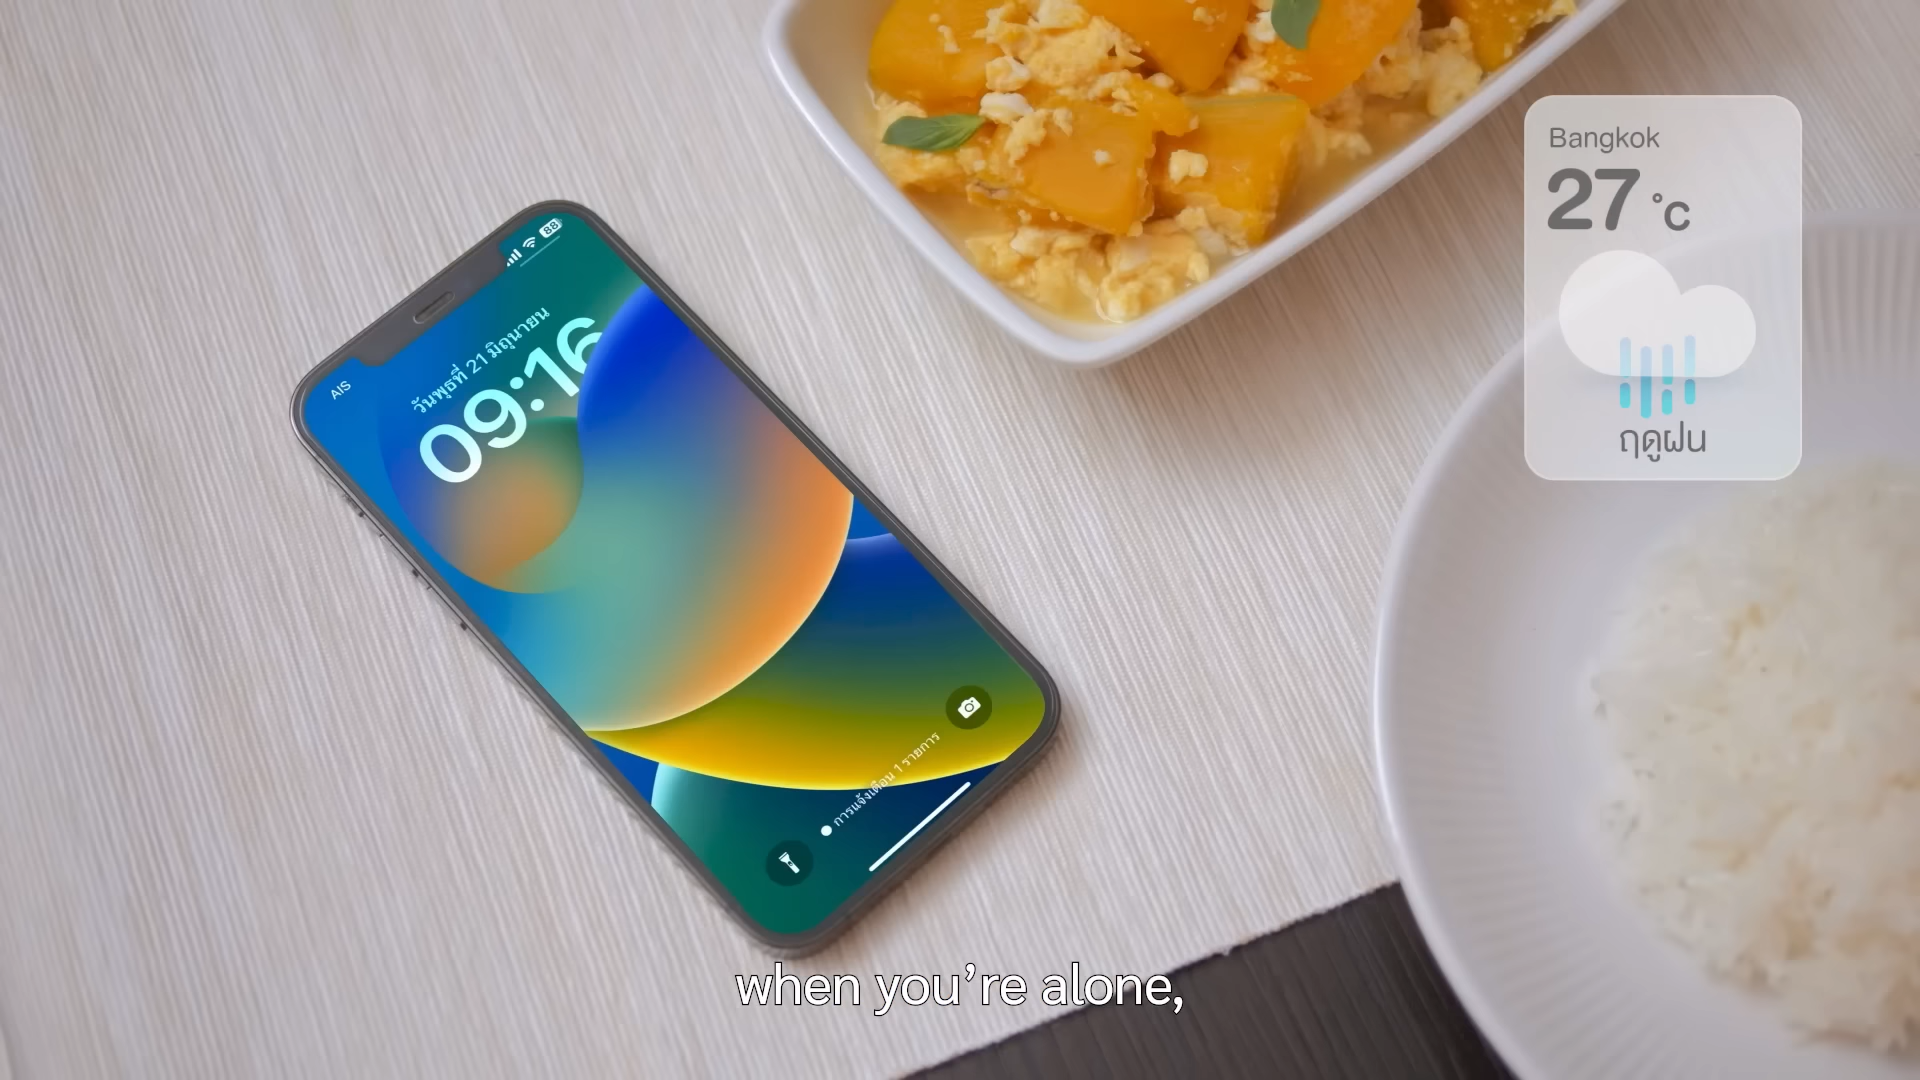 AIS
88
วันพุธที่ 21 มิถุนายน
09:16
การแจ้งเตือน 1 รายการ
Bangkok
27 °C
ฤดูฝน
when you're alone,